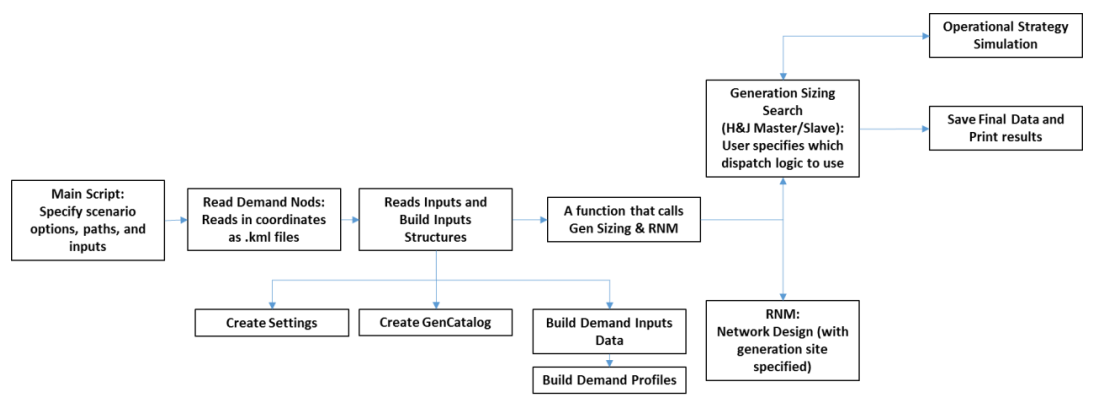 Main Script:
Specify scenario
options, paths, and
inputs
Read Demand Nods:
Reads in coordinates
as .kml files
Reads Inputs and
Build Inputs
Structures
Create Settings
Create GenCatalog
Build Demand Inputs
Data
Build Demand Profiles
A function that calls
Gen Sizing & RNM
Generation Sizing
Search
(H&J Master/Slave):
User specifies which
dispatch logic to use
Operational Strategy
Simulation
Save Final Data and
Print results
RNM:
Network Design (with
generation site
specified)